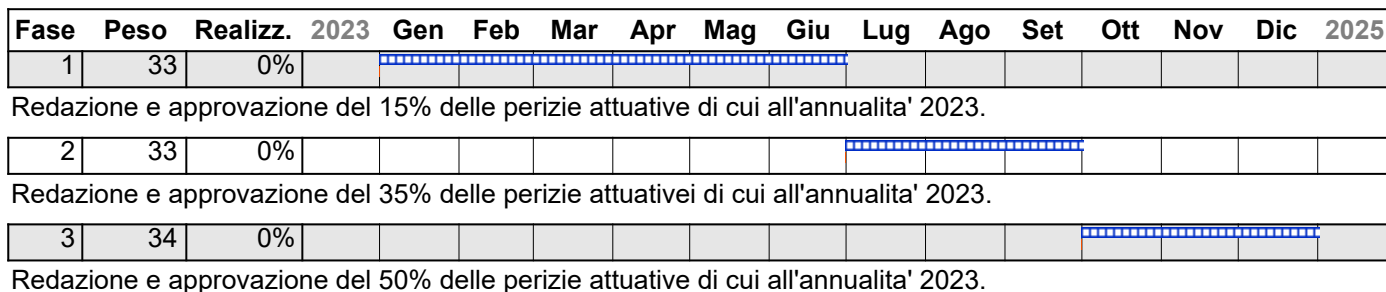 Fase Peso Realizz. 2023 Gen Feb Mar Apr Mag Giu Lug Ago Set Ott Nov Dic 2025
1 33 0%
Redazione e approvazione del 15% delle perizie attuative di cui all'annualita' 2023.
2 33 0%
Redazione e approvazione del 35% delle perizie attuativei di cui all'annualita' 2023.
3 34 0%
Redazione e approvazione del 50% delle perizie attuative di cui all'annualita' 2023.